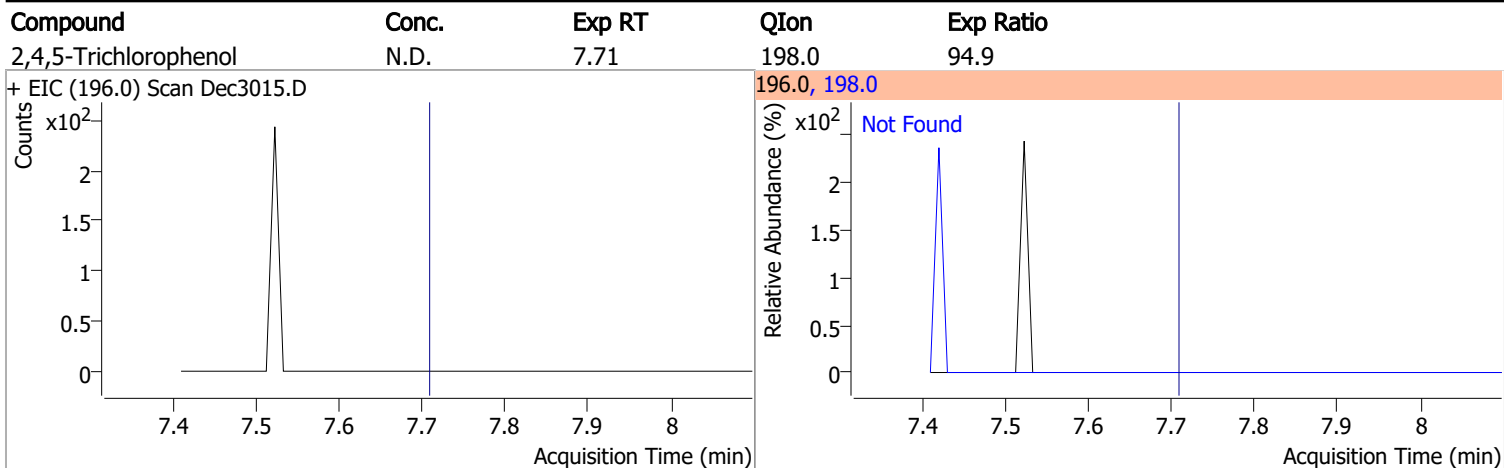 Compound Conc. Exp RT QIon Exp Ratio
2,4,5-Trichlorophenol N.D. 7.71 198.0 94.9
+ EIC (196.0) Scan Dec3015.D
Counts
x10²
2
1.5
1
0.5
0
7.4 7.5 7.6 7.7 7.8 7.9 8
Acquisition Time (min)
196.0, 198.0
Relative Abundance (%)
x10²
Not Found
2
1.5
1
0.5
0
7.4 7.5 7.6 7.7 7.8 7.9 8
Acquisition Time (min)